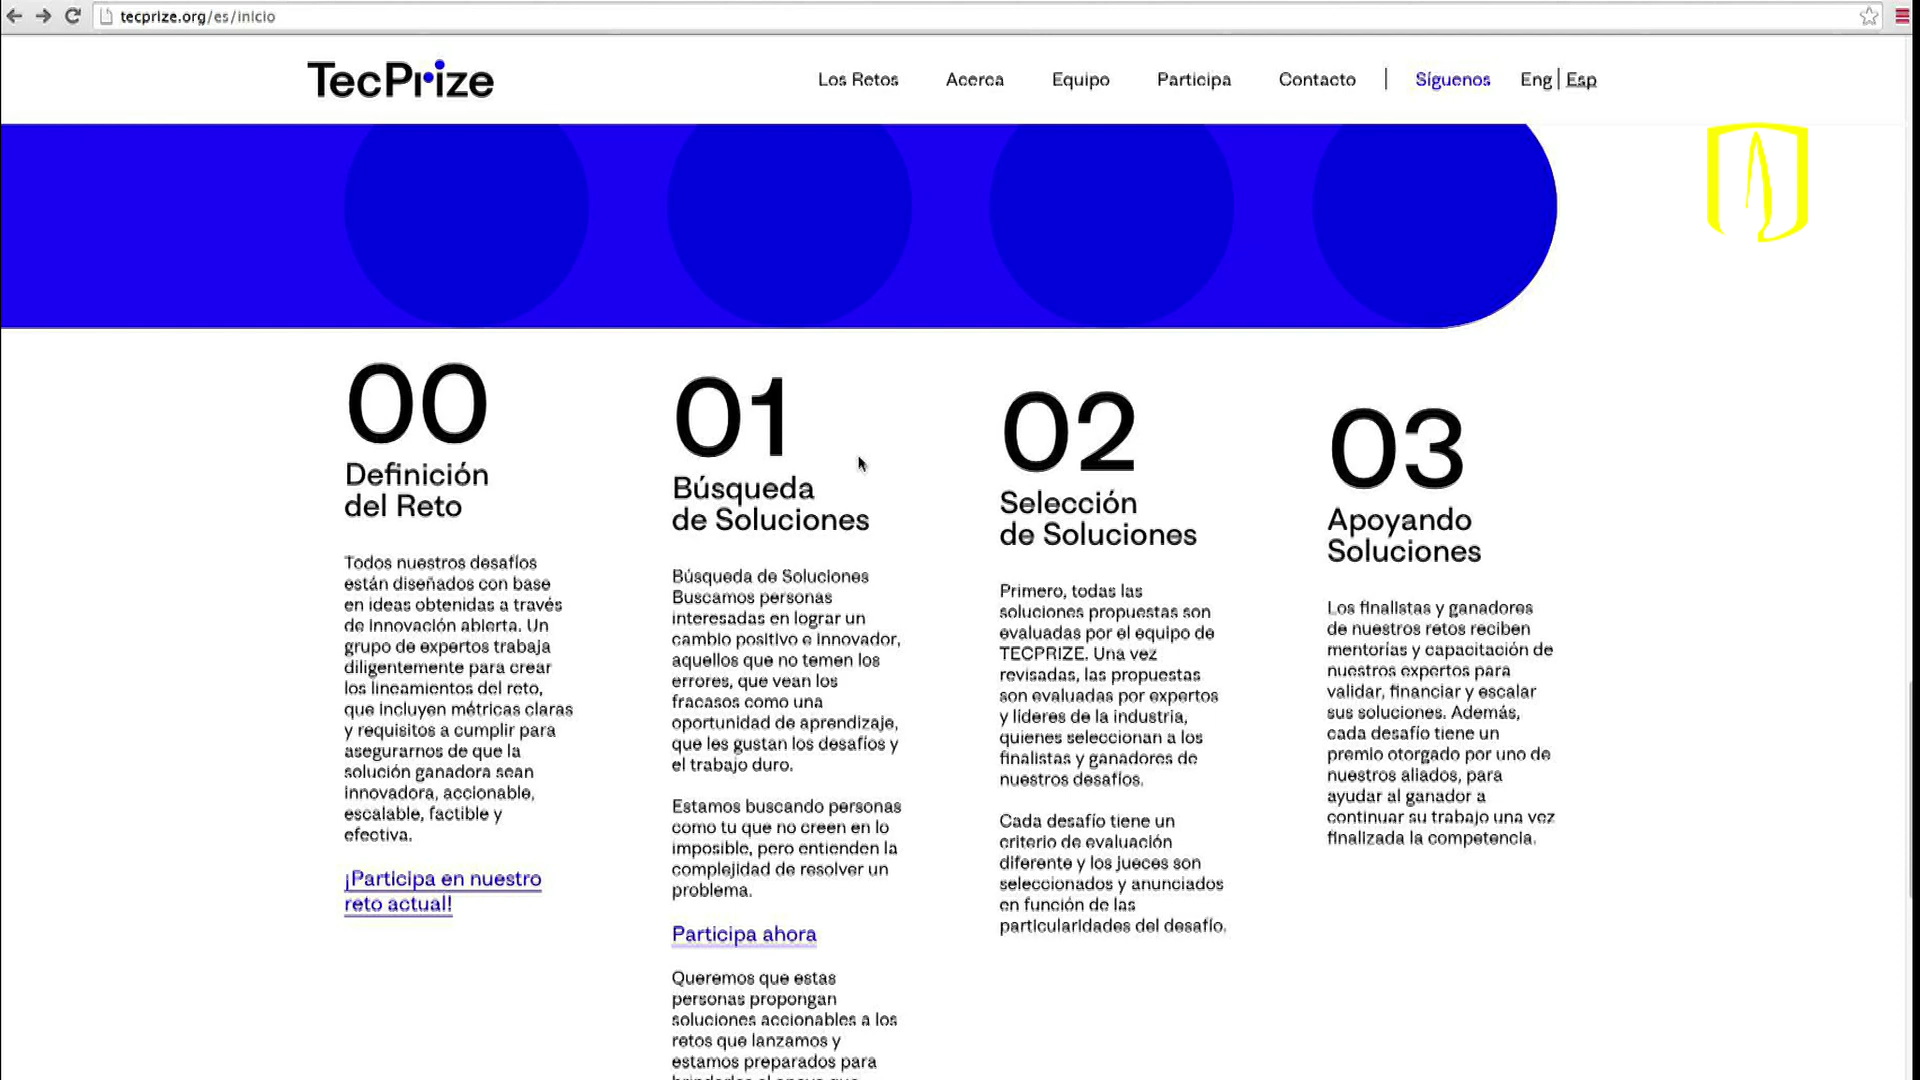 tecprize.org/es/inicio
TecPrize
Los Retos
Acerca
Equipo
Participa
Contacto
|
Síguenos
Eng | Esp
00
Definición
del Reto
Todos nuestros desafíos
están diseñados con base
en ideas obtenidas a través
de innovación abierta. Un
grupo de expertos trabaja
diligentemente para crear
los lineamientos del reto,
que incluyen métricas claras
y requisitos a cumplir para
asegurarnos de que la
solución ganadora sean
innovadora, accionable,
escalable, factible y
efectiva.
¡Participa en nuestro
reto actual!
01
Búsqueda
de Soluciones
Búsqueda de Soluciones
Buscamos personas
interesadas en lograr un
cambio positivo e innovador,
aquellos que no temen los
errores, que vean los
fracasos como una
oportunidad de aprendizaje,
que les gustan los desafíos y
el trabajo duro.
Estamos buscando personas
como tu que no creen en lo
imposible, pero entienden la
complejidad de resolver un
problema.
Participa ahora
Queremos que estas
personas propongan
soluciones accionables a los
retos que lanzamos y
estamos preparados para
02
Selección
de Soluciones
Primero, todas las
soluciones propuestas son
evaluadas por el equipo de
TECPRIZE. Una vez
revisadas, las propuestas
son evaluadas por expertos
y líderes de la industria,
quienes seleccionan a los
finalistas y ganadores de
nuestros desafíos.
Cada desafío tiene un
criterio de evaluación
diferente y los jueces son
seleccionados y anunciados
en función de las
particularidades del desafío.
03
Apoyando
Soluciones
Los finalistas y ganadores
de nuestros retos reciben
mentorías y capacitación de
nuestros expertos para
validar, financiar y escalar
sus soluciones. Además,
cada desafío tiene un
premio otorgado por uno de
nuestros aliados, para
ayudar al ganador a
continuar su trabajo una vez
finalizada la competencia.